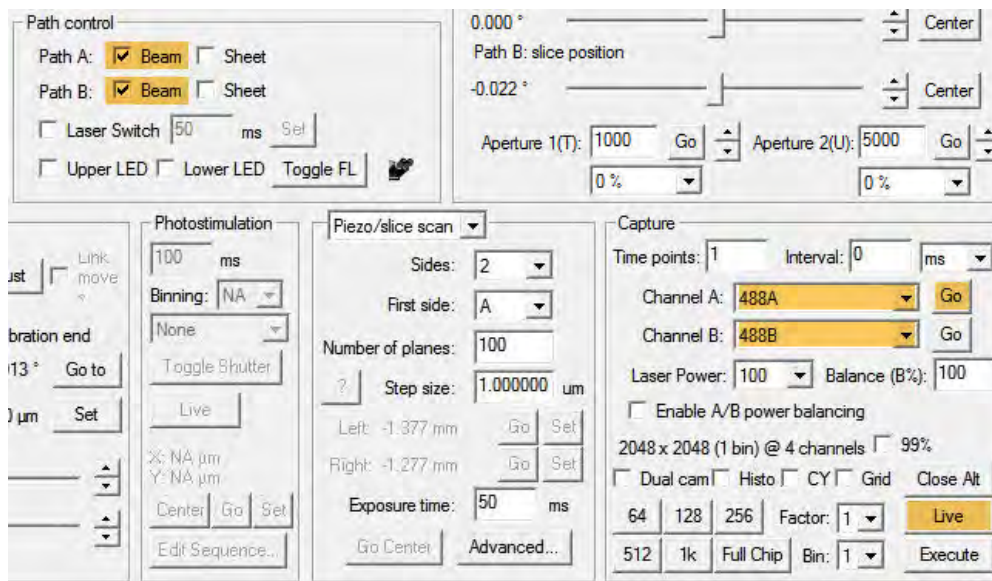 Path control
Path A: Beam Sheet
Path B: Beam Sheet
Laser Switch 50 ms Set
Upper LED Lower LED Toggle FL
0.000 ° Center
Path B: slice position
-0.022 ° Center
Aperture 1(T): 1000 Go Aperture 2(U): 5000 Go
0 % 0 %
Link
move
bration end
013 ° Go to
µm Set
Photostimulation
100 ms
Binning: NA
None
Toggle Shutter
Live
X: NA µm
Y: NA µm
Center Go Set
Edit Sequence...
Piezo/slice scan
Sides: 2
First side: A
Number of planes: 100
? Step size: 1.000000 um
Left: -1.377 mm Go Set
Right: -1.277 mm Go Set
Exposure time: 50 ms
Go Center Advanced...
Capture
Time points: 1 Interval: 0 ms
Channel A: 488A Go
Channel B: 488B Go
Laser Power: 100 Balance (B%): 100
Enable A/B power balancing
2048 x 2048 (1 bin) @ 4 channels 99%
Dual cam Histo CY Grid Close Alt
64 128 256 Factor: 1 Live
512 1k Full Chip Bin: 1 Execute